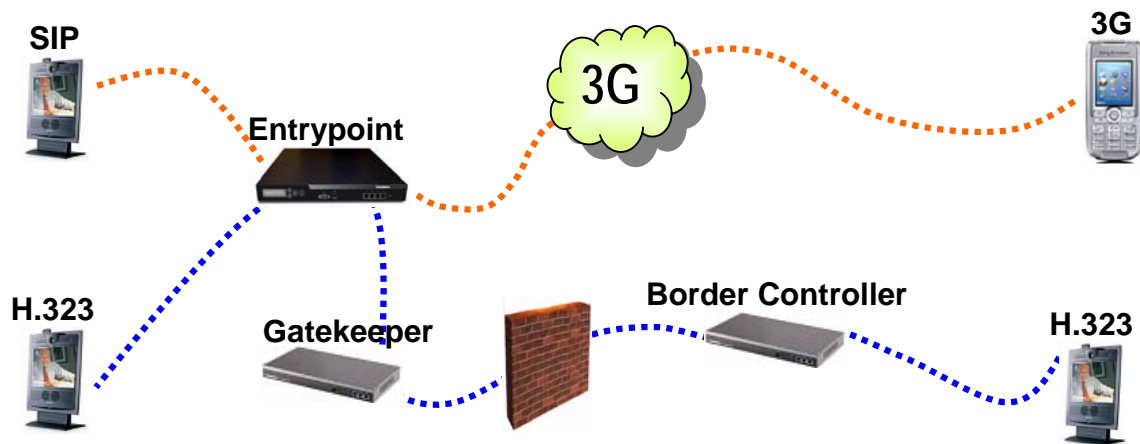 SIP
3G
3G
Entrypoint
H.323
Gatekeeper
Border Controller
H.323